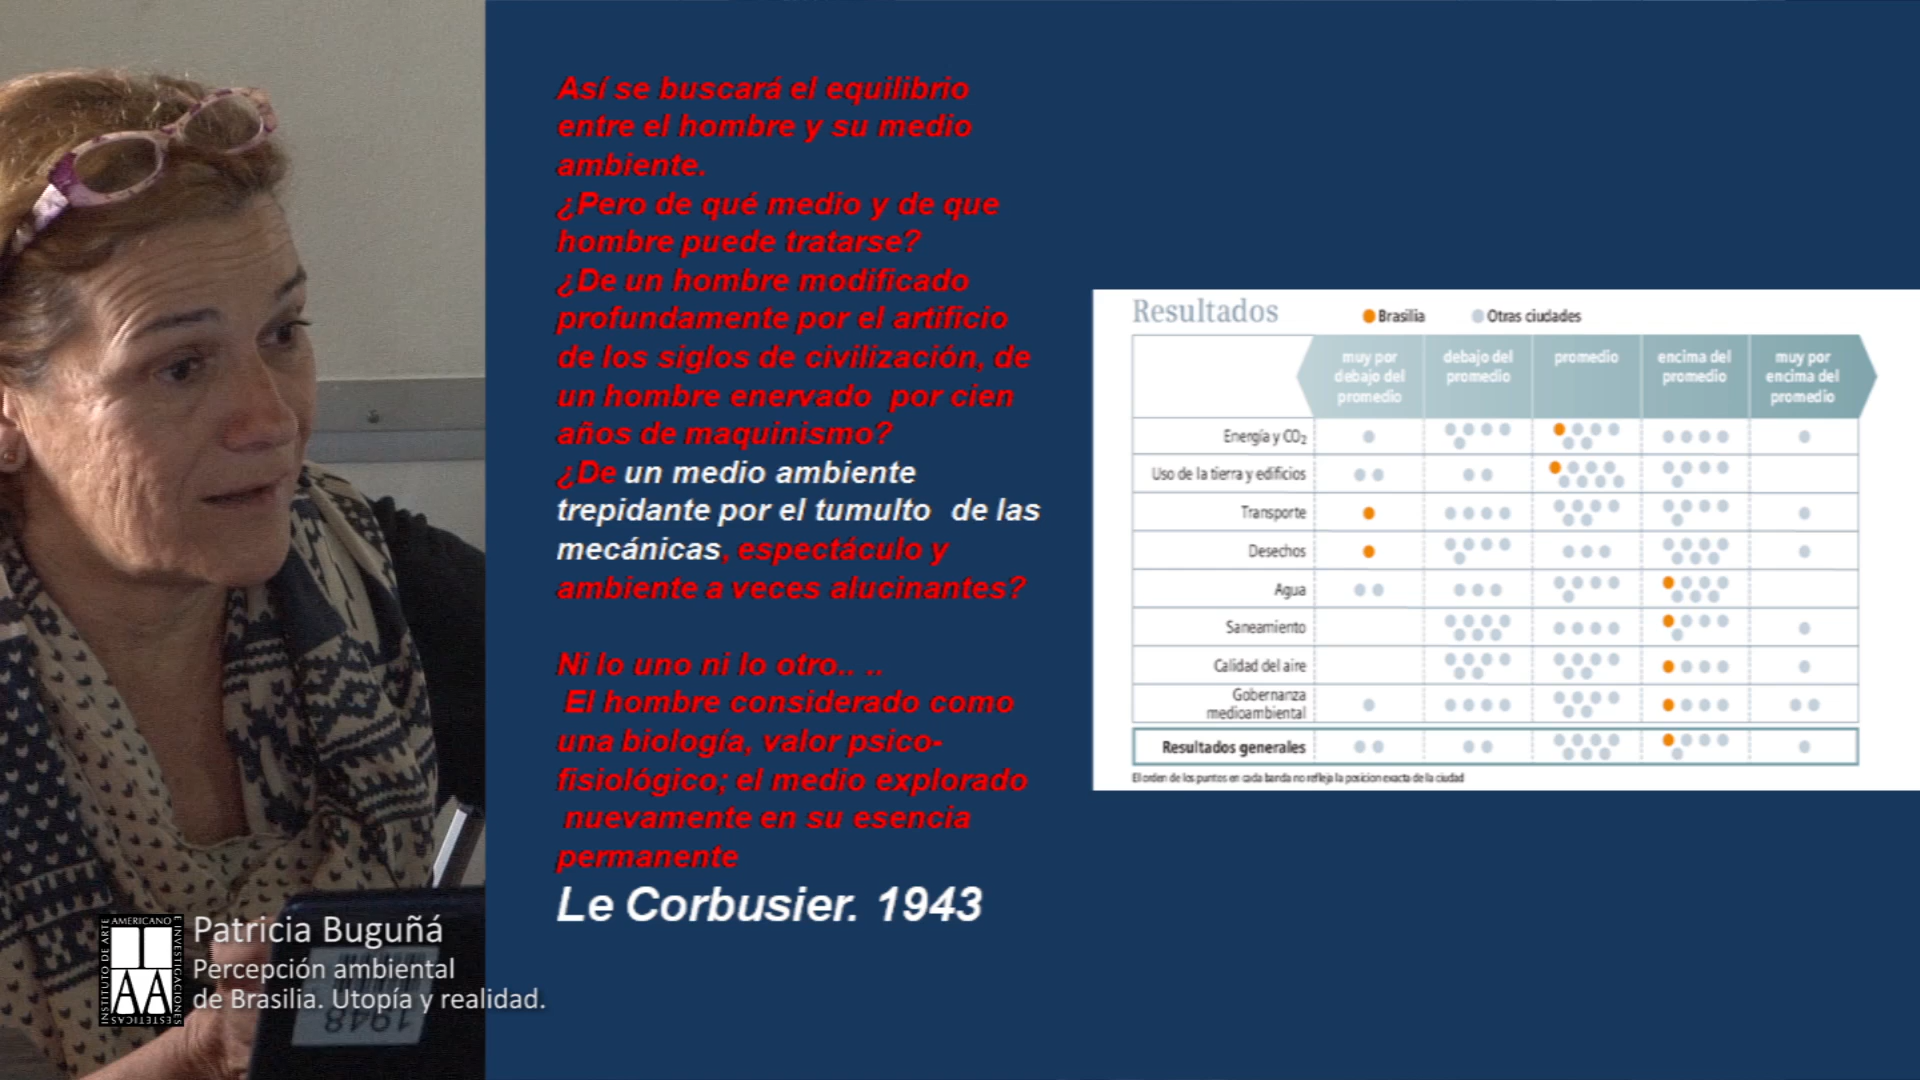 Así se buscará el equilibrio
entre el hombre y su medio
ambiente.
¿Pero de qué medio y de que
hombre puede tratarse?
¿De un hombre modificado
profundamente por el artificio
de los siglos de civilización, de
un hombre enervado por cien
años de maquinismo?
¿De un medio ambiente
trepidante por el tumulto de las
mecánicas, espectáculo y
ambiente a veces alucinantes?
Ni lo uno ni lo otro.. ..
El hombre considerado como
una biología, valor psico-
fisiológico; el medio explorado
nuevamente en su esencia
permanente
Le Corbusier. 1943
Resultados
Brasilia
Otras ciudades
muy por debajo del promedio
debajo del promedio
promedio
encima del promedio
muy por encima del promedio
Energía y CO₂
Uso de la tierra y edificios
Transporte
Desechos
Agua
Saneamiento
Calidad del aire
Gobernanza
medioambiental
Resultados generales
El orden de los puntos en cada banda no refleja la posicion exacta de la ciudad
INSTITUTO DE ARTE
AMERICANO
E INVESTIGACIONES
ESTETICAS
IAA
Patricia Buguñá
Percepción ambiental
de Brasilia. Utopía y realidad.
1948